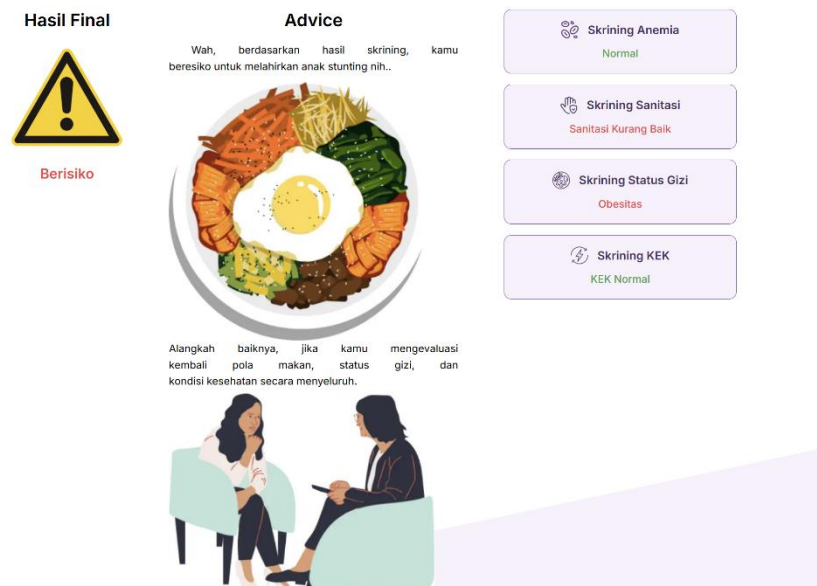 Hasil Final
Berisiko
Advice
Wah, berdasarkan hasil skrining, kamu
beresiko untuk melahirkan anak stunting nih..
Alangkah baiknya, jika kamu mengevaluasi
kembali pola makan, status gizi, dan
kondisi kesehatan secara menyeluruh.
Skrining Anemia
Normal
Skrining Sanitasi
Sanitasi Kurang Baik
Skrining Status Gizi
Obesitas
Skrining KEK
KEK Normal